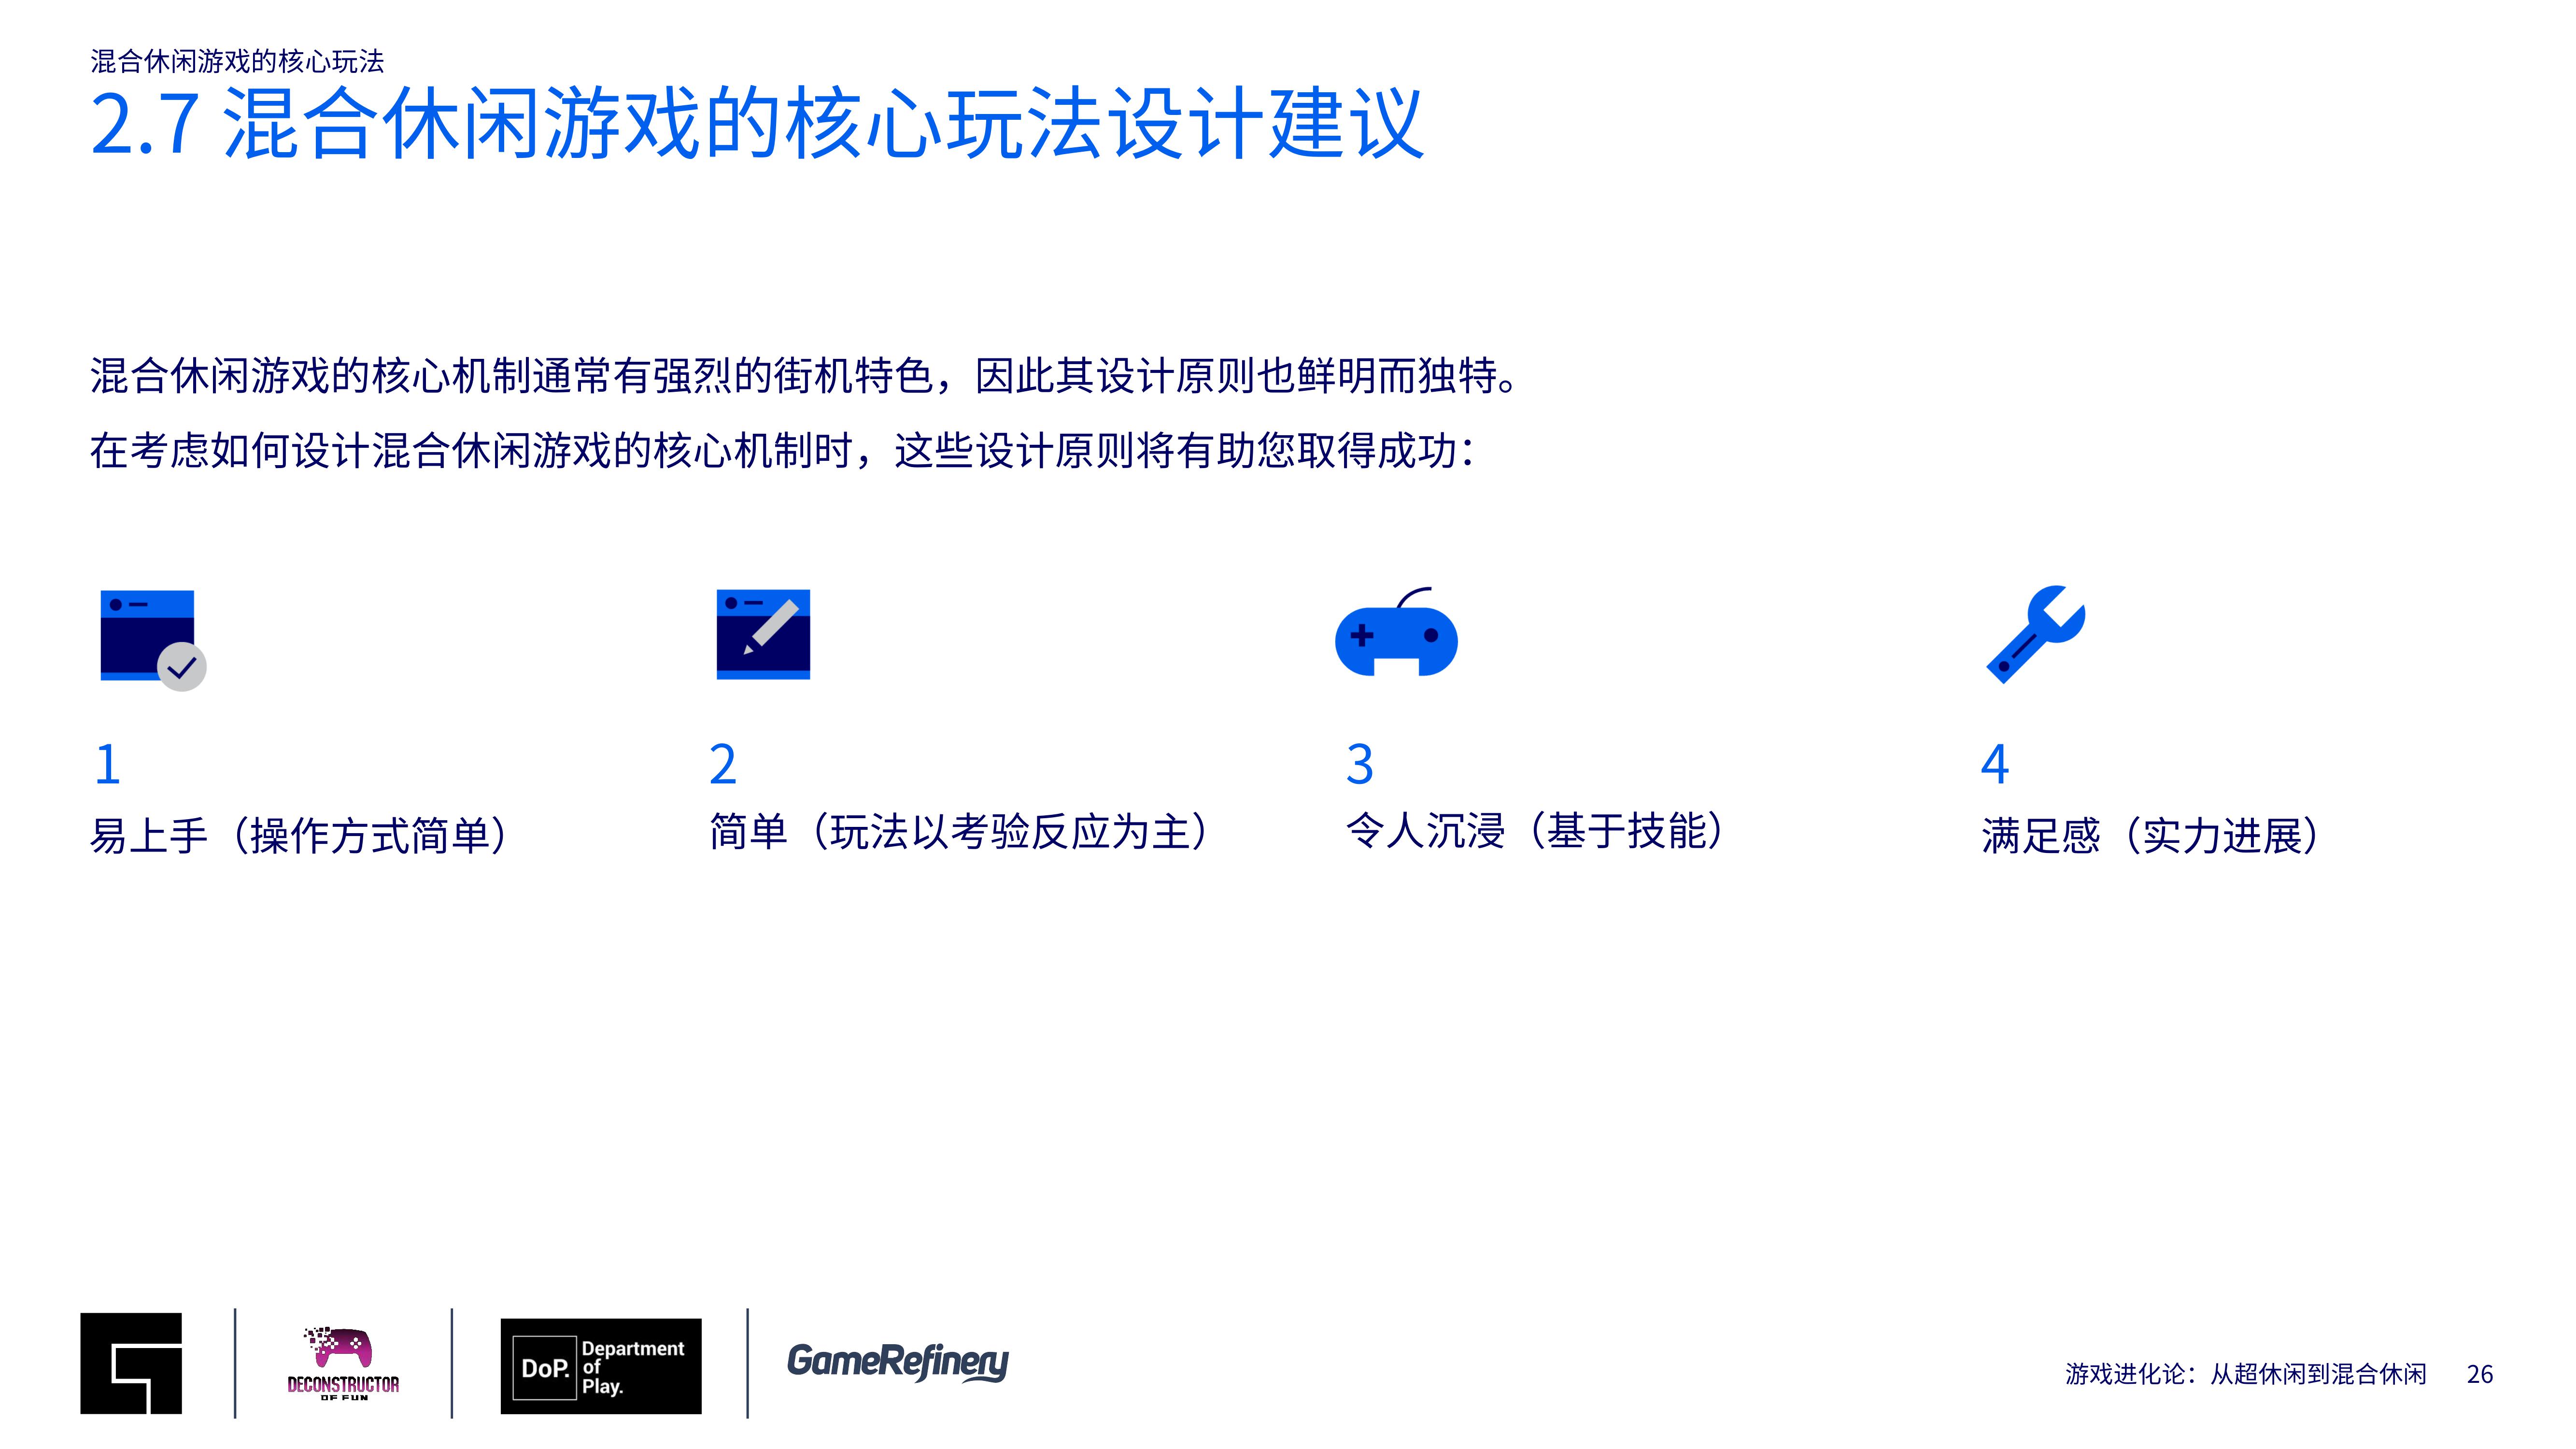 混合休闲游戏的核心玩法
2.7 混合休闲游戏的核心玩法设计建议
混合休闲游戏的核心机制通常有强烈的街机特色，因此其设计原则也鲜明而独特。
在考虑如何设计混合休闲游戏的核心机制时，这些设计原则将有助您取得成功：
1
易上手（操作方式简单）
2
简单（玩法以考验反应为主）
3
令人沉浸（基于技能）
4
满足感（实力进展）
DECONSTRUCTOR
OF FUN
DoP.
Department
of
Play.
GameRefinery
游戏进化论：从超休闲到混合休闲 26